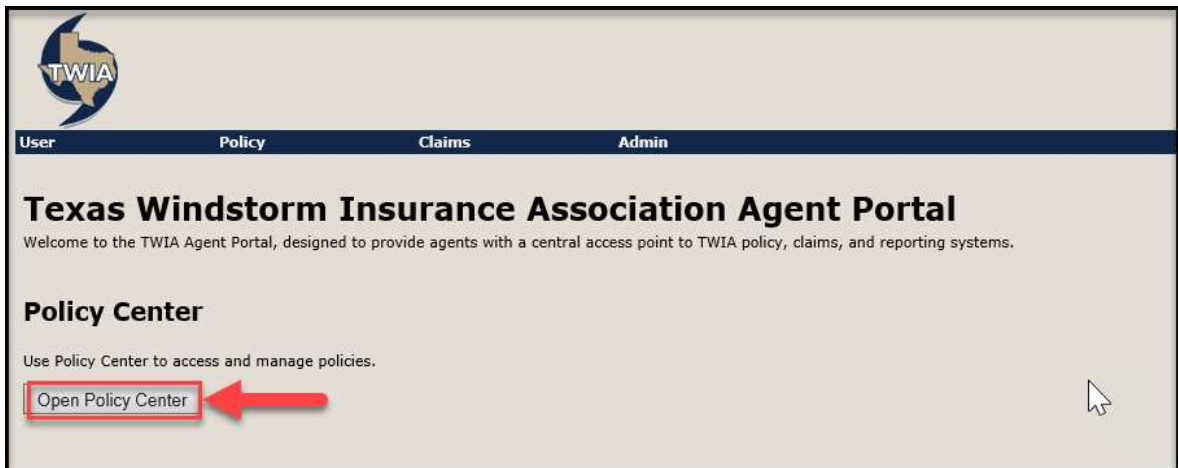 TWIA
User Policy Claims Admin
Texas Windstorm Insurance Association Agent Portal
Welcome to the TWIA Agent Portal, designed to provide agents with a central access point to TWIA policy, claims, and reporting systems.
Policy Center
Use Policy Center to access and manage policies.
Open Policy Center